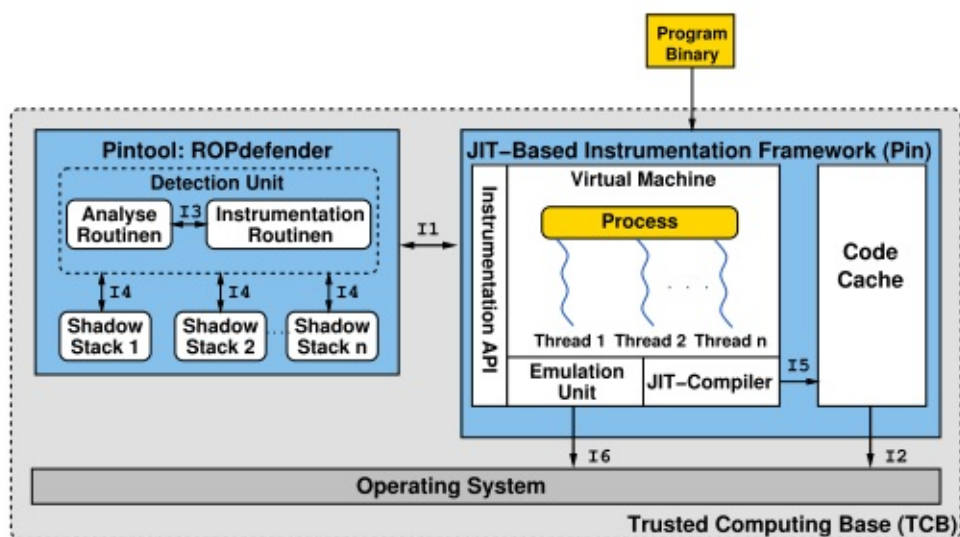 Program
Binary
Pintool: ROPdefender
Detection Unit
Analyse
Routinen
I3
Instrumentation
Routinen
I4
I4
I4
Shadow
Stack 1
Shadow
Stack 2
Shadow
Stack n
I1
JIT-Based Instrumentation Framework (Pin)
Instrumentation API
Virtual Machine
Process
Thread 1 Thread 2 Thread n
Emulation
Unit
JIT-Compiler
I5
Code
Cache
I6
I2
Operating System
Trusted Computing Base (TCB)